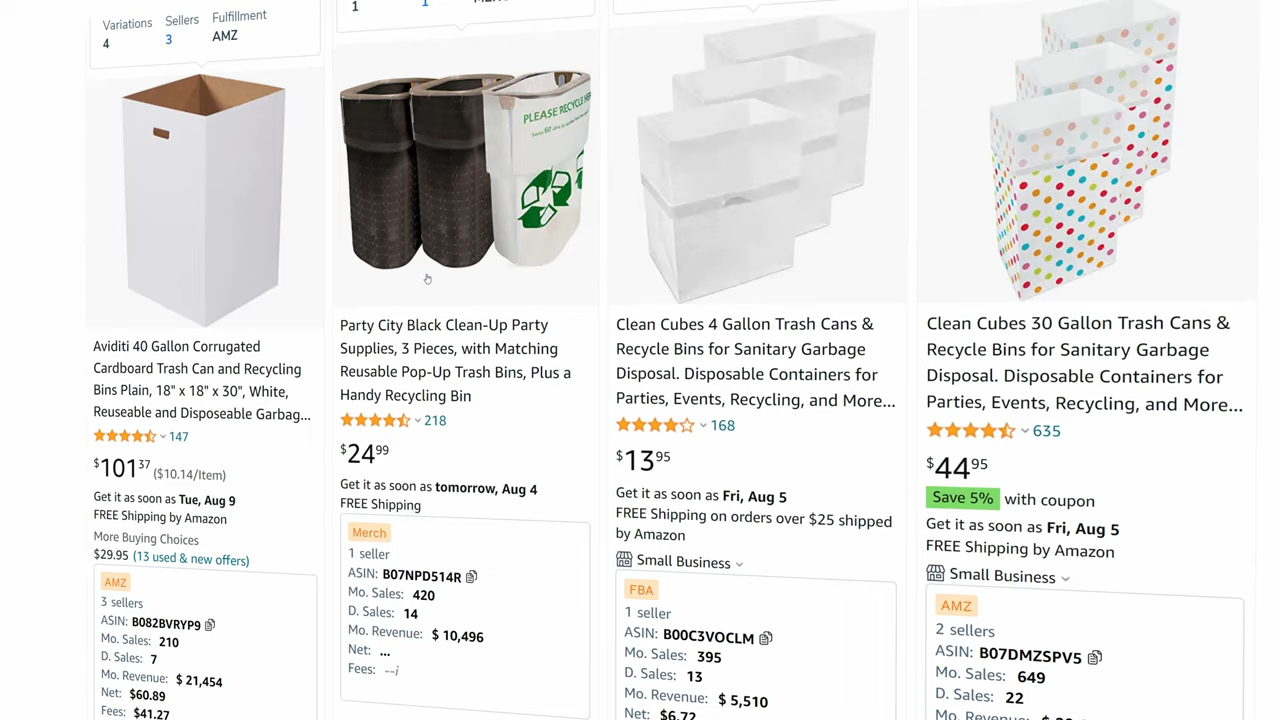 Variations Sellers Fulfillment
4 3 AMZ
1 1
PLEASE RECYCLE HERE
Aviditi 40 Gallon Corrugated
Cardboard Trash Can and Recycling
Bins Plain, 18" x 18" x 30", White,
Reuseable and Disposeable Garbag...
147
$101.37 ($10.14/Item)
Get it as soon as Tue, Aug 9
FREE Shipping by Amazon
More Buying Choices
$29.95 (13 used & new offers)
AMZ
3 sellers
ASIN: B082BVRYP9
Mo. Sales: 210
D. Sales: 7
Mo. Revenue: $ 21,454
Net: $60.89
Fees: $41.27
Party City Black Clean-Up Party
Supplies, 3 Pieces, with Matching
Reusable Pop-Up Trash Bins, Plus a
Handy Recycling Bin
218
$24.99
Get it as soon as tomorrow, Aug 4
FREE Shipping
Merch
1 seller
ASIN: B07NPD514R
Mo. Sales: 420
D. Sales: 14
Mo. Revenue: $ 10,496
Net: ...
Fees: --i
Clean Cubes 4 Gallon Trash Cans &
Recycle Bins for Sanitary Garbage
Disposal. Disposable Containers for
Parties, Events, Recycling, and More...
168
$13.95
Get it as soon as Fri, Aug 5
FREE Shipping on orders over $25 shipped
by Amazon
Small Business
FBA
1 seller
ASIN: B00C3VOCLM
Mo. Sales: 395
D. Sales: 13
Mo. Revenue: $ 5,510
Net: $6.72
Clean Cubes 30 Gallon Trash Cans &
Recycle Bins for Sanitary Garbage
Disposal. Disposable Containers for
Parties, Events, Recycling, and More...
635
$44.95
Save 5% with coupon
Get it as soon as Fri, Aug 5
FREE Shipping by Amazon
Small Business
AMZ
2 sellers
ASIN: B07DMZSPV5
Mo. Sales: 649
D. Sales: 22
Mo. Revenue: